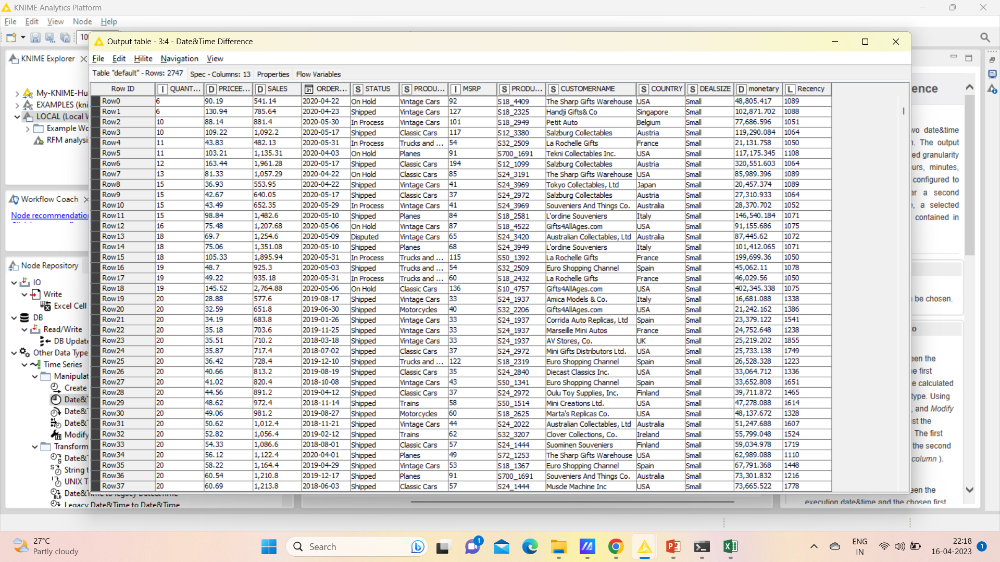 KNIME Analytics Platform
File Edit View Node Help
10
Output table - 3:4 - Date&Time Difference
File Edit Hilite Navigation View
Table "default" - Rows: 2747 Spec - Columns: 13 Properties Flow Variables
Row ID I QUANT... D PRICEE... D SALES 31 ORDER... S STATUS S PRODU... I MSRP S PRODU... S CUSTOMERNAME S COUNTRY S DEALSIZE D monetary L Recency
Row0 6 90.19 541.14 2020-04-22 On Hold Vintage Cars 92 S18_4409 The Sharp Gifts Warehouse USA Small 48,805.417 1089
Row1 6 130.94 785.64 2020-04-23 Shipped Vintage Cars 127 S18_2325 Handji Gifts& Co Singapore Small 102,871.702 1088
Row2 10 88.14 881.4 2020-05-30 In Process Vintage Cars 101 S18_2949 Petit Auto Belgium Small 77,686.596 1051
Row3 10 109.22 1,092.2 2020-05-17 Shipped Classic Cars 117 S12_3380 Salzburg Collectables Austria Small 119,290.084 1064
Row4 11 43.83 482.13 2020-05-31 In Process Trucks and ... 54 S32_2509 La Rochelle Gifts France Small 21,131.758 1050
Row5 11 103.21 1,135.31 2020-04-03 On Hold Planes 91 S700_1691 Tekni Collectables Inc. USA Small 117,175.345 1108
Row6 12 163.44 1,961.28 2020-05-17 Shipped Classic Cars 194 S12_1099 Salzburg Collectables Austria Small 320,551.603 1064
Row7 13 81.33 1,057.29 2020-04-22 On Hold Classic Cars 85 S24_3191 The Sharp Gifts Warehouse USA Small 85,989.396 1089
Row8 15 36.93 553.95 2020-04-22 Shipped Vintage Cars 41 S24_3969 Tokyo Collectables, Ltd Japan Small 20,457.374 1089
Row9 15 42.67 640.05 2020-05-17 Shipped Classic Cars 37 S24_2972 Salzburg Collectables Austria Small 27,310.933 1064
Row10 15 43.49 652.35 2020-05-29 In Process Vintage Cars 41 S24_3969 Souveniers And Things Co. Australia Small 28,370.702 1052
Row11 15 98.84 1,482.6 2020-05-10 Shipped Planes 84 S18_2581 L'ordine Souveniers Italy Small 146,540.184 1071
Row12 16 75.48 1,207.68 2020-05-06 On Hold Vintage Cars 87 S18_4522 Gifts4AllAges.com USA Small 91,155.686 1075
Row13 18 69.7 1,254.6 2020-05-09 Disputed Vintage Cars 65 S24_3420 Australian Collectables, Ltd Australia Small 87,445.62 1072
Row14 18 75.06 1,351.08 2020-05-10 Shipped Planes 68 S24_3949 L'ordine Souveniers Italy Small 101,412.065 1071
Row15 18 105.33 1,895.94 2020-05-31 In Process Trucks and ... 115 S50_1392 La Rochelle Gifts France Small 199,699.36 1050
Row16 19 48.7 925.3 2020-05-03 Shipped Trucks and ... 54 S32_2509 Euro Shopping Channel Spain Small 45,062.11 1078
Row17 19 49.22 935.18 2020-05-31 In Process Trucks and ... 60 S18_2432 La Rochelle Gifts France Small 46,029.56 1050
Row18 19 145.52 2,764.88 2020-05-06 On Hold Classic Cars 136 S10_4757 Gifts4AllAges.com USA Small 402,345.338 1075
Row19 20 28.88 577.6 2019-08-17 Shipped Vintage Cars 33 S24_1937 Amica Models & Co. Italy Small 16,681.088 1338
Row20 20 32.59 651.8 2019-06-30 Shipped Motorcycles 40 S32_2206 Gifts4AllAges.com USA Small 21,242.162 1386
Row21 20 34.19 683.8 2019-01-26 Shipped Vintage Cars 33 S24_1937 Corrida Auto Replicas, Ltd Spain Small 23,379.122 1541
Row22 20 35.18 703.6 2019-11-25 Shipped Vintage Cars 33 S24_1937 Marseille Mini Autos France Small 24,752.648 1238
Row23 20 35.51 710.2 2018-03-18 Shipped Vintage Cars 33 S24_1937 AV Stores, Co. UK Small 25,219.202 1855
Row24 20 35.87 717.4 2018-07-02 Shipped Classic Cars 37 S24_2972 Mini Gifts Distributors Ltd. USA Small 25,733.138 1749
Row25 20 36.42 728.4 2019-12-10 Shipped Trucks and ... 122 S18_2319 Euro Shopping Channel Spain Small 26,528.328 1223
Row26 20 40.66 813.2 2019-08-19 Shipped Classic Cars 35 S24_2840 Diecast Classics Inc. USA Small 33,064.712 1336
Row27 20 41.02 820.4 2018-10-08 Shipped Vintage Cars 43 S50_1341 Euro Shopping Channel Spain Small 33,652.808 1651
Row28 20 44.56 891.2 2019-04-12 Shipped Classic Cars 37 S24_2972 Oulu Toy Supplies, Inc. Finland Small 39,711.872 1465
Row29 20 48.62 972.4 2018-11-14 Shipped Trains 58 S50_1514 Mini Creations Ltd. USA Small 47,278.088 1614
Row30 20 49.06 981.2 2019-08-27 Shipped Motorcycles 60 S18_2625 Marta's Replicas Co. USA Small 48,137.672 1328
Row31 20 50.62 1,012.4 2018-11-21 Shipped Vintage Cars 44 S24_2022 Australian Collectables, Ltd Australia Small 51,247.688 1607
Row32 20 52.82 1,056.4 2019-02-12 Shipped Trains 62 S32_3207 Clover Collections, Co. Ireland Small 55,799.048 1524
Row33 20 54.33 1,086.6 2018-08-01 Shipped Classic Cars 57 S24_1444 Suominen Souveniers Finland Small 59,034.978 1719
Row34 20 56.12 1,122.4 2020-04-01 Shipped Planes 49 S72_1253 The Sharp Gifts Warehouse USA Small 62,989.088 1110
Row35 20 58.22 1,164.4 2019-04-29 Shipped Vintage Cars 53 S18_1367 Euro Shopping Channel Spain Small 67,791.368 1448
Row36 20 60.54 1,210.8 2019-12-17 Shipped Planes 91 S700_1691 Souveniers And Things Co. Australia Small 73,301.832 1216
Row37 20 60.69 1,213.8 2018-06-03 Shipped Classic Cars 57 S24_1444 Muscle Machine Inc USA Small 73,665.522 1778
KNIME Explorer
My-KNIME-Hu
EXAMPLES (kni
LOCAL (Local W
Example Wo
RFM analysi
Workflow Coach
Node recommendation
Node Repository
IO
Write
Excel Cell
DB
Read/Write
DB Update
Other Data Type
Time Series
Manipulat
Create
Date&T
Date&T
Date&T
Modify
Transform
Date&T
String t
UNIX T
Date&Time to legacy Date&Time
Legacy Date&Time to Date&Time
ence
wo date&time
n. The output
ed granularity
urs, minutes,
configured to
er a second
e, a selected
contained in
be chosen.
o
een the
e first
e calculated
type. Using
, and Modify
st the
The first
the second
column ).
een the
execution date&time and the chosen first
27°C
Partly cloudy
Search
1
ENG
IN
22:18
16-04-2023
1